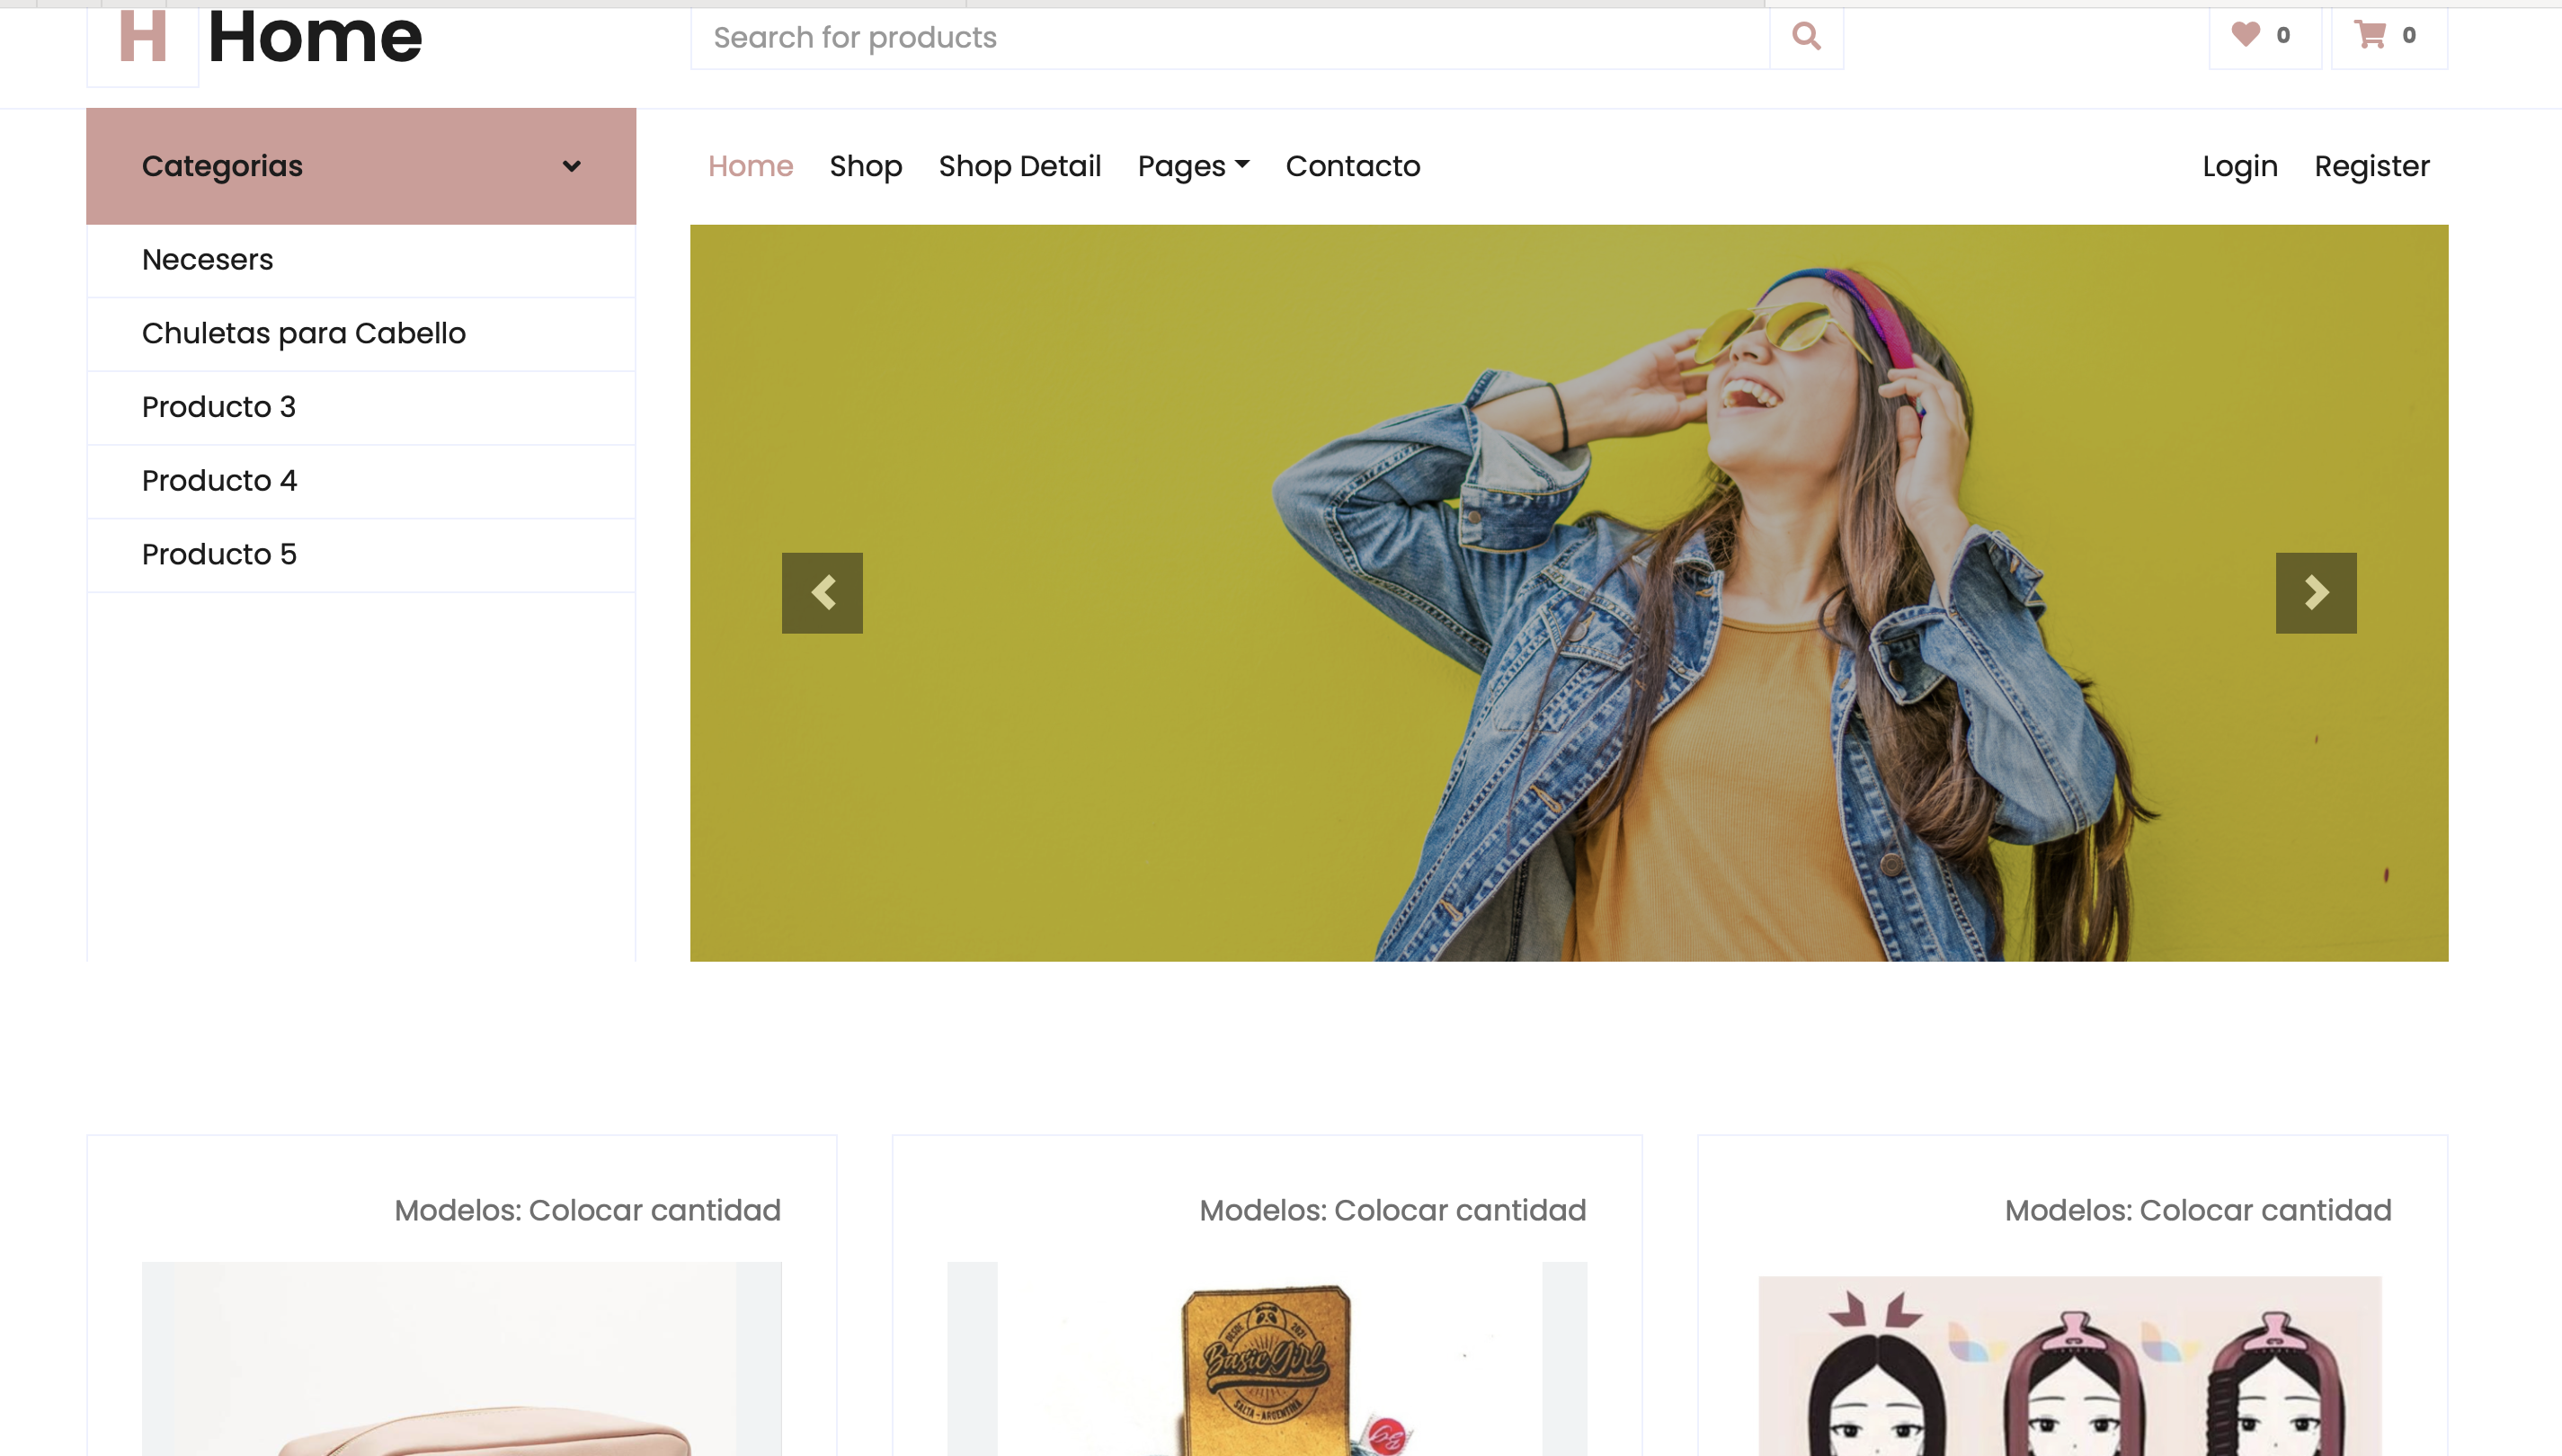 H Home
Search for products
0
0
Categorias
Home Shop Shop Detail Pages Contacto
Login Register
Necesers
Chuletas para Cabello
Producto 3
Producto 4
Producto 5
Modelos: Colocar cantidad
Modelos: Colocar cantidad
Modelos: Colocar cantidad
DESDE 2021
Basic Girl
SALTA - ARGENTINA